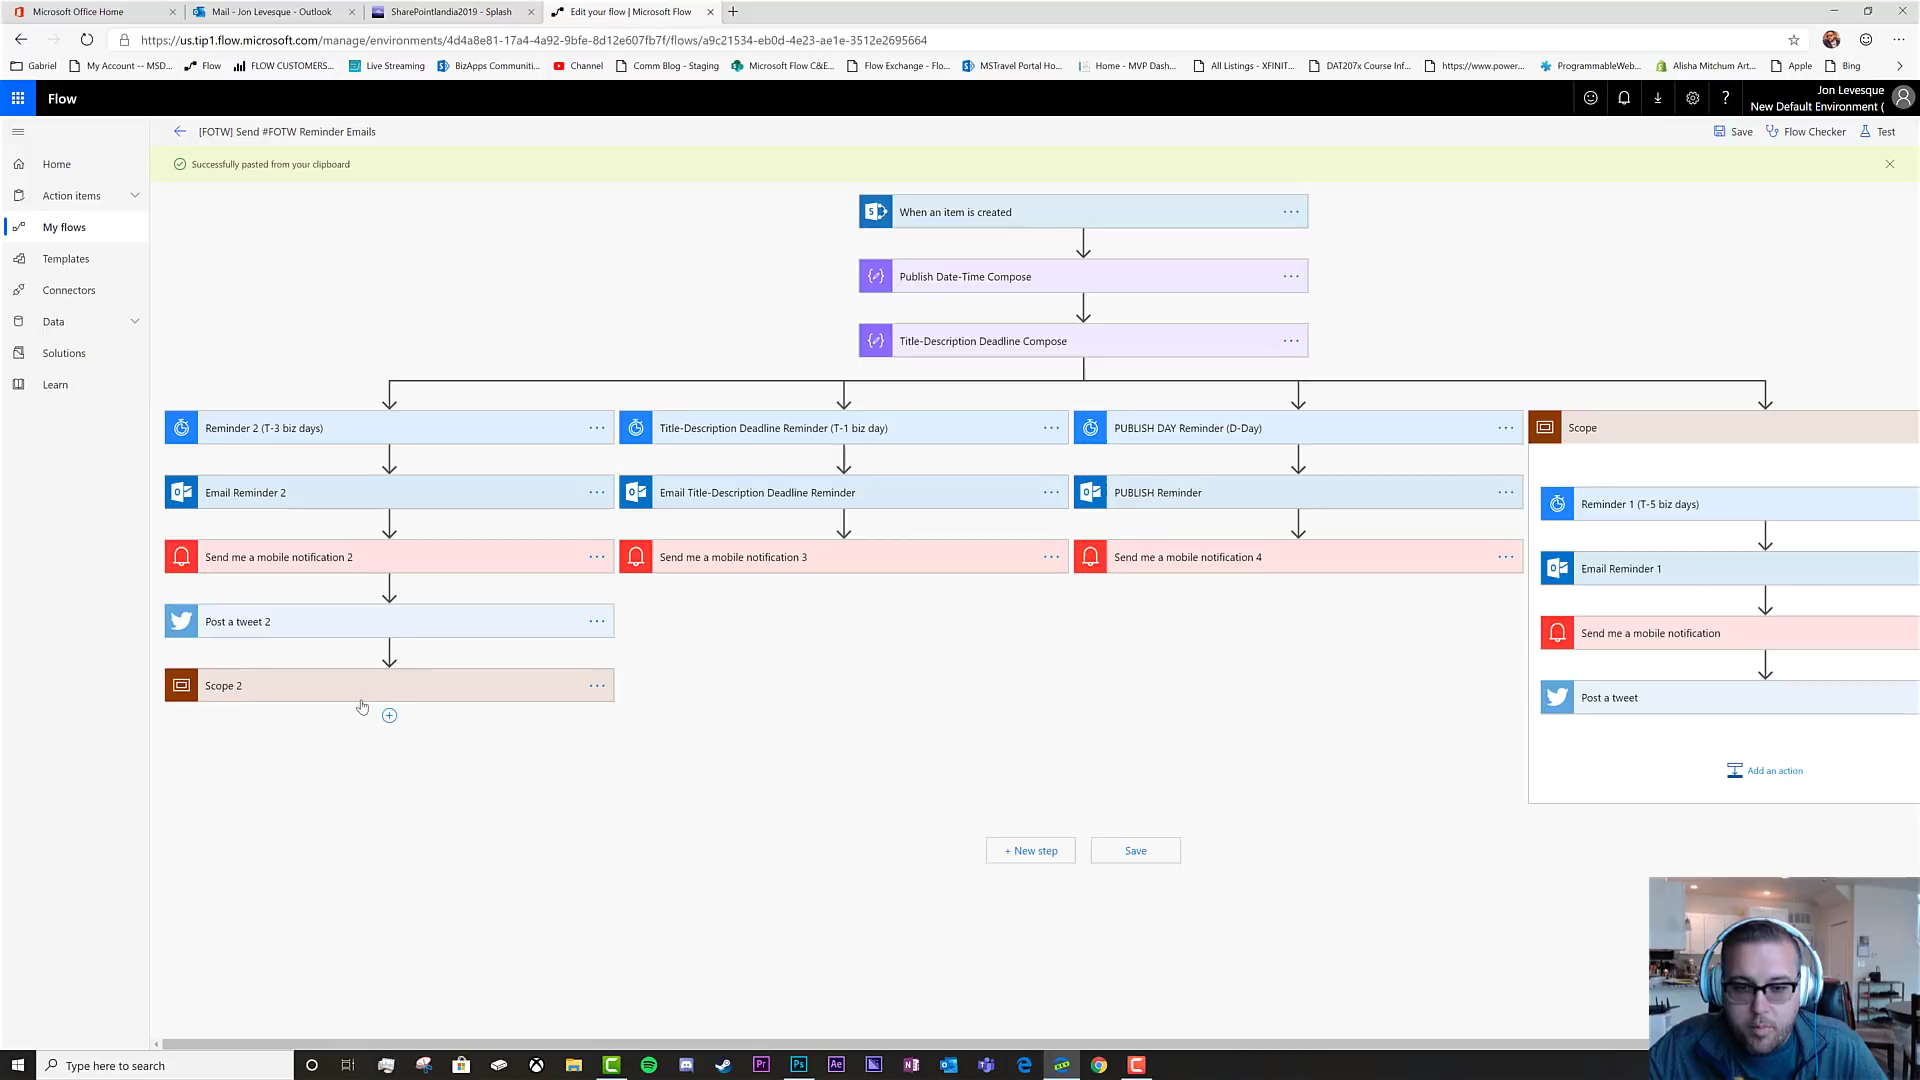 Microsoft Office Home
Mail - Jon Levesque - Outlook
SharePointlandia2019 - Splash
Edit your flow | Microsoft Flow
https://us.tip1.flow.microsoft.com/manage/environments/4d4a8e81-17a4-4a92-9bfe-8d12e607fb7f/flows/a9c21534-eb0d-4e23-ae1e-3512e2695664
Gabriel
My Account -- MSD...
Flow
FLOW CUSTOMERS...
Live Streaming
BizApps Communiti...
Channel
Comm Blog - Staging
Microsoft Flow C&E...
Flow Exchange - Flo...
MSTravel Portal Ho...
Home - MVP Dash...
All Listings - XFINIT...
DAT207x Course Inf...
https://www.power...
ProgrammableWeb...
Alisha Mitchum Art...
Apple
Bing
Flow
Jon Levesque
New Default Environment (
[FOTW] Send #FOTW Reminder Emails
Save
Flow Checker
Test
Successfully pasted from your clipboard
Home
Action items
My flows
Templates
Connectors
Data
Solutions
Learn
When an item is created
Publish Date-Time Compose
Title-Description Deadline Compose
Reminder 2 (T-3 biz days)
Title-Description Deadline Reminder (T-1 biz day)
PUBLISH DAY Reminder (D-Day)
Scope
Email Reminder 2
Email Title-Description Deadline Reminder
PUBLISH Reminder
Reminder 1 (T-5 biz days)
Send me a mobile notification 2
Send me a mobile notification 3
Send me a mobile notification 4
Email Reminder 1
Post a tweet 2
Send me a mobile notification
Scope 2
Post a tweet
Add an action
+ New step
Save
Type here to search